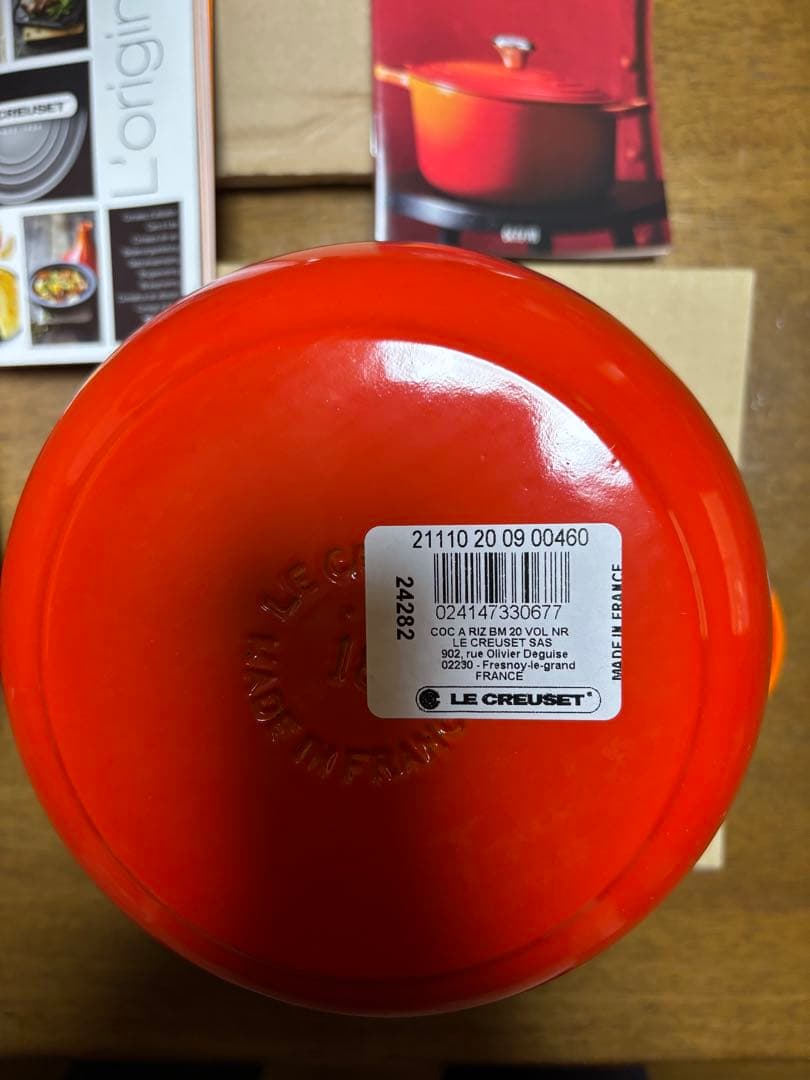 L'origin
CREUSET
21110 20 09 00460
24282
024147330677
COC A RIZ BM 20 VOL NR
LE CREUSET SAS
902, rue Olivier Deguise
02230 - Fresnoy-le-grand
FRANCE
LE CREUSET
MADE IN FRANCE
LE C
MADE IN FRANC